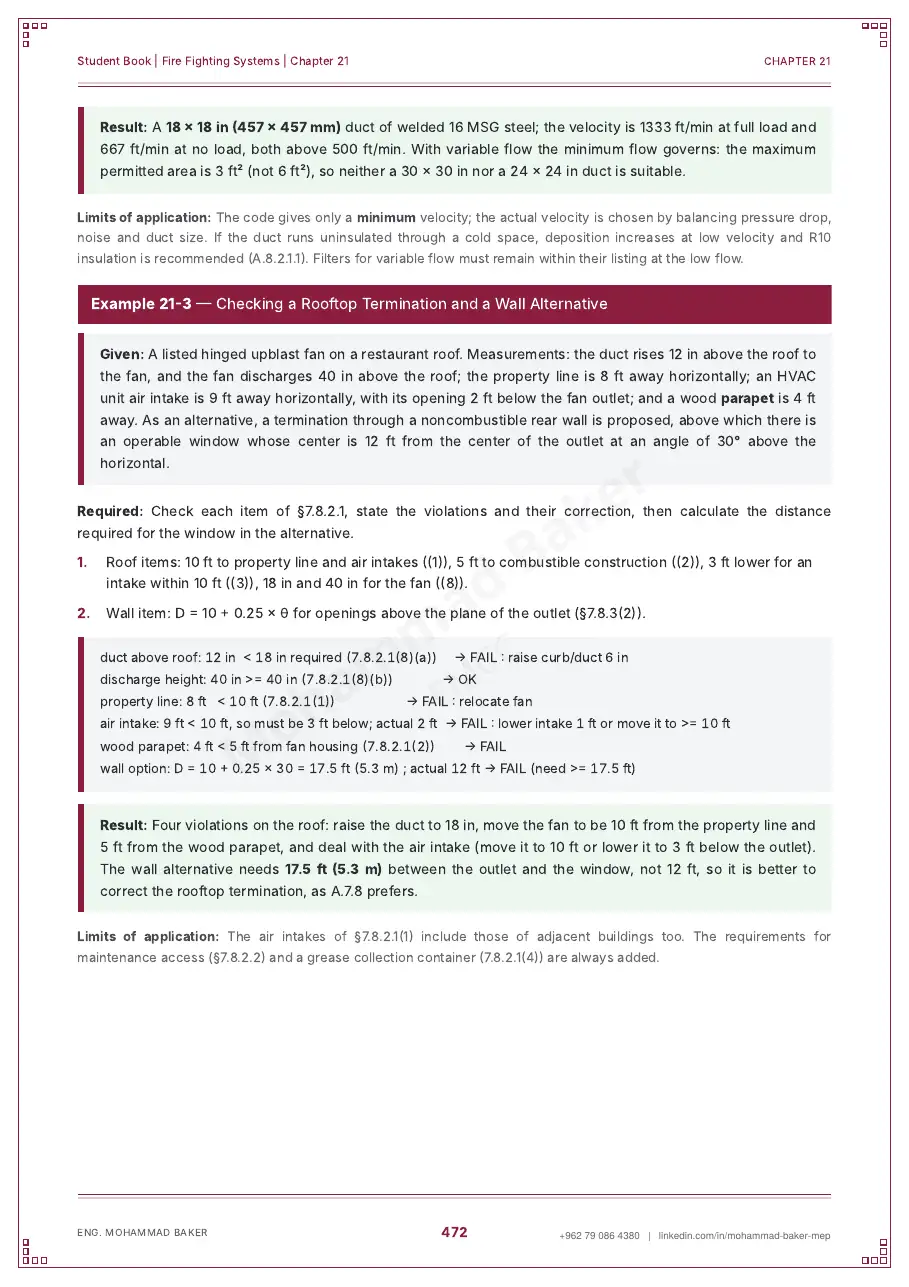 Student Book | Fire Fighting Systems | Chapter 21
CHAPTER 21
Result: A 18 × 18 in (457 × 457 mm) duct of welded 16 MSG steel; the velocity is 1333 ft/min at full load and
667 ft/min at no load, both above 500 ft/min. With variable flow the minimum flow governs: the maximum
permitted area is 3 ft² (not 6 ft²), so neither a 30 × 30 in nor a 24 × 24 in duct is suitable.
Limits of application: The code gives only a minimum velocity; the actual velocity is chosen by balancing pressure drop,
noise and duct size. If the duct runs uninsulated through a cold space, deposition increases at low velocity and R10
insulation is recommended (A.8.2.1.1). Filters for variable flow must remain within their listing at the low flow.
Example 21-3 — Checking a Rooftop Termination and a Wall Alternative
Given: A listed hinged upblast fan on a restaurant roof. Measurements: the duct rises 12 in above the roof to
the fan, and the fan discharges 40 in above the roof; the property line is 8 ft away horizontally; an HVAC
unit air intake is 9 ft away horizontally, with its opening 2 ft below the fan outlet; and a wood parapet is 4 ft
away. As an alternative, a termination through a noncombustible rear wall is proposed, above which there is
an operable window whose center is 12 ft from the center of the outlet at an angle of 30° above the
horizontal.
Required: Check each item of §7.8.2.1, state the violations and their correction, then calculate the distance
required for the window in the alternative.
1. Roof items: 10 ft to property line and air intakes ((1)), 5 ft to combustible construction ((2)), 3 ft lower for an
intake within 10 ft ((3)), 18 in and 40 in for the fan ((8)).
2. Wall item: D = 10 + 0.25 × θ for openings above the plane of the outlet (§7.8.3(2)).
duct above roof: 12 in < 18 in required (7.8.2.1(8)(a)) → FAIL : raise curb/duct 6 in
discharge height: 40 in >= 40 in (7.8.2.1(8)(b)) → OK
property line: 8 ft < 10 ft (7.8.2.1(1)) → FAIL : relocate fan
air intake: 9 ft < 10 ft, so must be 3 ft below; actual 2 ft → FAIL : lower intake 1 ft or move it to >= 10 ft
wood parapet: 4 ft < 5 ft from fan housing (7.8.2.1(2)) → FAIL
wall option: D = 10 + 0.25 × 30 = 17.5 ft (5.3 m) ; actual 12 ft → FAIL (need >= 17.5 ft)
Result: Four violations on the roof: raise the duct to 18 in, move the fan to be 10 ft from the property line and
5 ft from the wood parapet, and deal with the air intake (move it to 10 ft or lower it to 3 ft below the outlet).
The wall alternative needs 17.5 ft (5.3 m) between the outlet and the window, not 12 ft, so it is better to
correct the rooftop termination, as A.7.8 prefers.
Limits of application: The air intakes of §7.8.2.1(1) include those of adjacent buildings too. The requirements for
maintenance access (§7.8.2.2) and a grease collection container (7.8.2.1(4)) are always added.
ENG. MOHAMMAD BAKER
472
+962 79 086 4380 | linkedin.com/in/mohammad-baker-mep